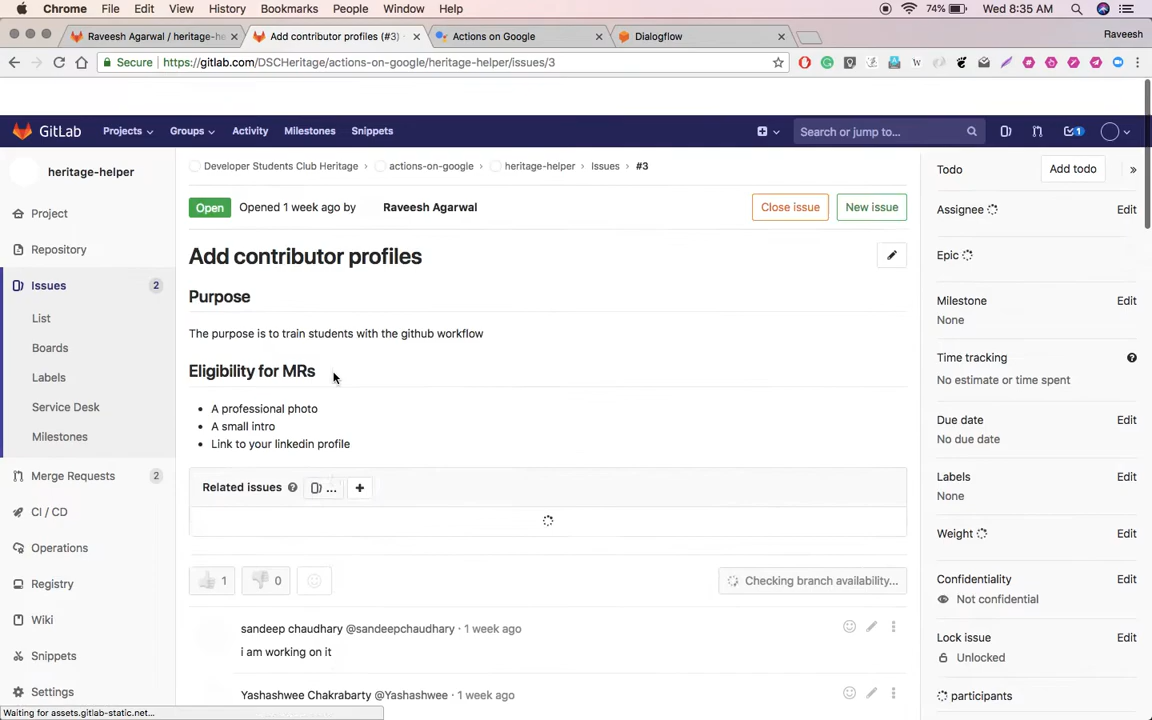 Chrome File Edit View History Bookmarks People Window Help 74% Wed 8:35 AM
Raveesh Agarwal / heritage-he Add contributor profiles (#3) · Actions on Google Dialogflow Raveesh
Secure https://gitlab.com/DSCHeritage/actions-on-google/heritage-helper/issues/3
GitLab Projects Groups Activity Milestones Snippets Search or jump to... 1
heritage-helper
Project
Repository
Issues 2
List
Boards
Labels
Service Desk
Milestones
Merge Requests 2
CI / CD
Operations
Registry
Wiki
Snippets
Settings
Developer Students Club Heritage > actions-on-google > heritage-helper > Issues > #3
Open Opened 1 week ago by Raveesh Agarwal Close issue New issue
Add contributor profiles
Purpose
The purpose is to train students with the github workflow
Eligibility for MRs
• A professional photo
• A small intro
• Link to your linkedin profile
Related issues ? ... +
1 0 Checking branch availability...
sandeep chaudhary @sandeepchaudhary · 1 week ago
i am working on it
Yashashwee Chakrabarty @Yashashwee · 1 week ago
Todo Add todo »
Assignee Edit
Epic Edit
Milestone Edit
None
Time tracking ?
No estimate or time spent
Due date Edit
No due date
Labels Edit
None
Weight Edit
Confidentiality Edit
Not confidential
Lock issue Edit
Unlocked
participants
Waiting for assets.gitlab-static.net...